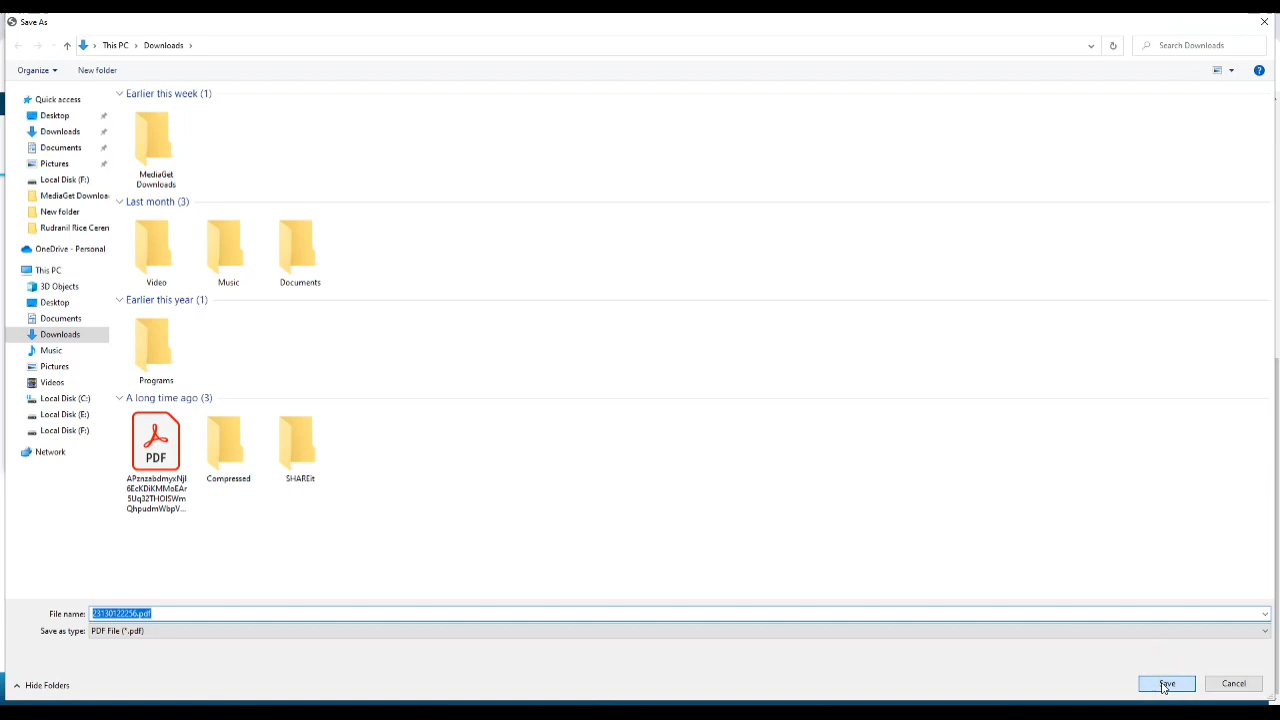 Save As
This PC > Downloads >
Search Downloads
Organize
New folder
Quick access
Desktop
Downloads
Documents
Pictures
Local Disk (F:)
MediaGet Downloa
New folder
Rudranil Rice Ceren
OneDrive - Personal
This PC
3D Objects
Desktop
Documents
Downloads
Music
Pictures
Videos
Local Disk (C:)
Local Disk (E:)
Local Disk (F:)
Network
Earlier this week (1)
MediaGet
Downloads
Last month (3)
Video
Music
Documents
Earlier this year (1)
Programs
A long time ago (3)
PDF
Compressed
SHAREit
File name: 23130122256.pdf
Save as type: PDF File (*.pdf)
Hide Folders
Save
Cancel